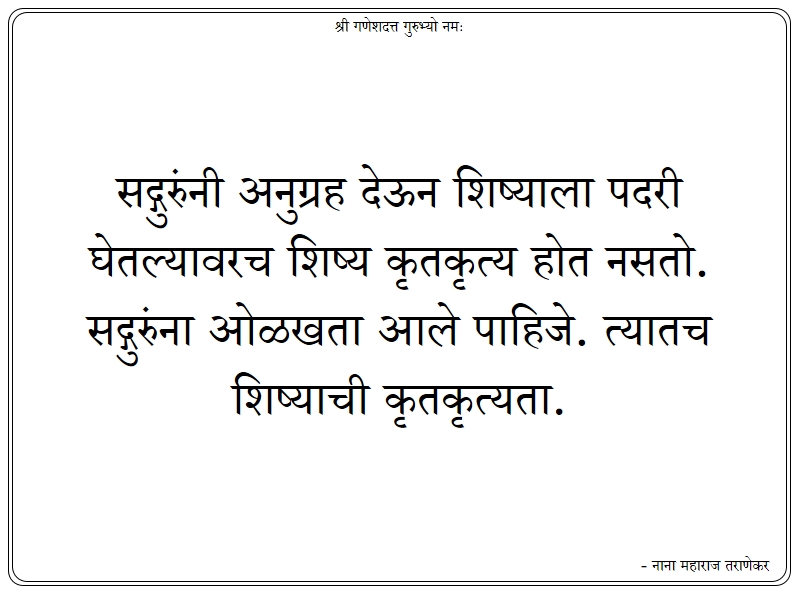 श्री गणेशदत्त गुरुभ्यो नमः
सद्गुरुंनी अनुग्रह देऊन शिष्याला पदरी
घेतल्यावरच शिष्य कृतकृत्य होत नसतो.
सद्गुरुंना ओळखता आले पाहिजे. त्यातच
शिष्याची कृतकृत्यता.
- नाना महाराज तराणेकर